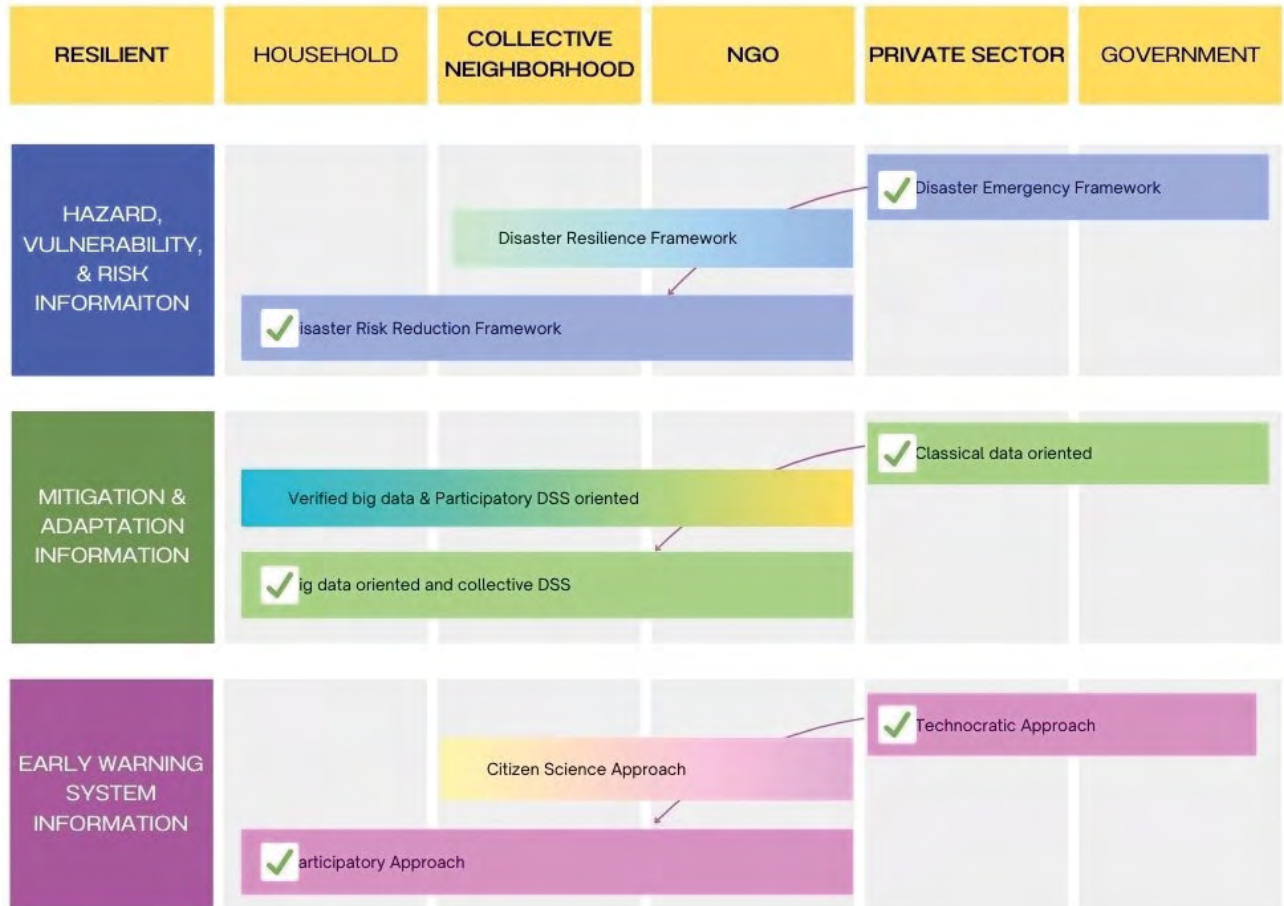 RESILIENT
HOUSEHOLD
COLLECTIVE
NEIGHBORHOOD
NGO
PRIVATE SECTOR
GOVERNMENT
HAZARD,
VULNERABILITY,
& RISK
INFORMAITON
Disaster Emergency Framework
Disaster Resilience Framework
isaster Risk Reduction Framework
MITIGATION &
ADAPTATION
INFORMATION
Classical data oriented
Verified big data & Participatory DSS oriented
ig data oriented and collective DSS
EARLY WARNING
SYSTEM
INFORMATION
Technocratic Approach
Citizen Science Approach
articipatory Approach